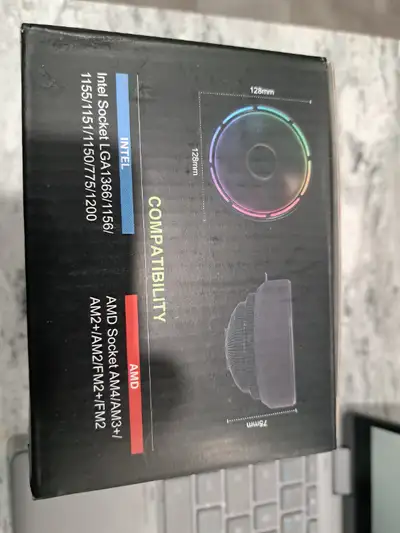 128mm
128mm
78mm
COMPATIBILITY
INTEL
Intel Socket LGA1366/1156/
1155/1151/1150/775/1200
AMD
AMD Socket AM4/AM3+/
AM2+/AM2/FM2+/FM2